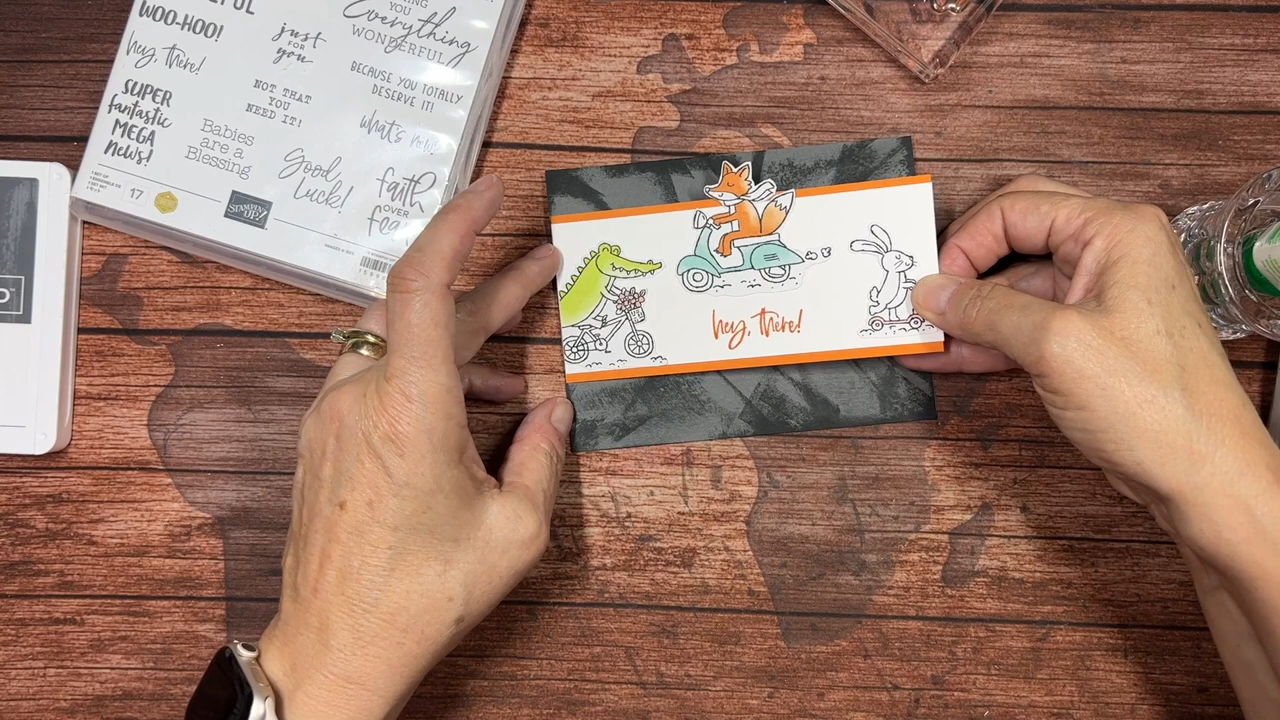 WOO-HOO!
hey, there!
SUPER
fantastic
MEGA
news!
just
FOR
you
NOT THAT
YOU
NEED IT!
Babies
are a
Blessing
Good
Luck!
YOU
Everything
WONDERFUL
BECAUSE YOU TOTALLY
DESERVE IT!
what's new
faith
OVER
17
STAMPIN'
UP!
hey, there!